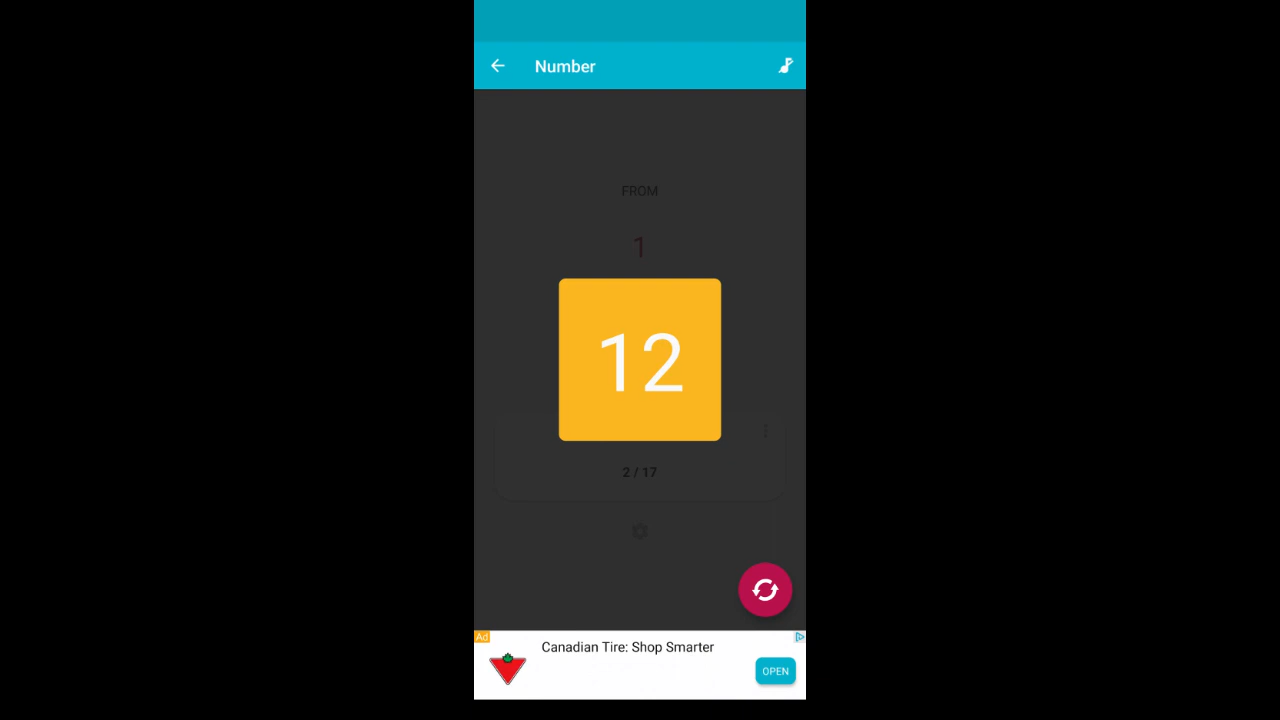 Number
FROM
1
12
2 / 17
Ad
Canadian Tire: Shop Smarter
OPEN